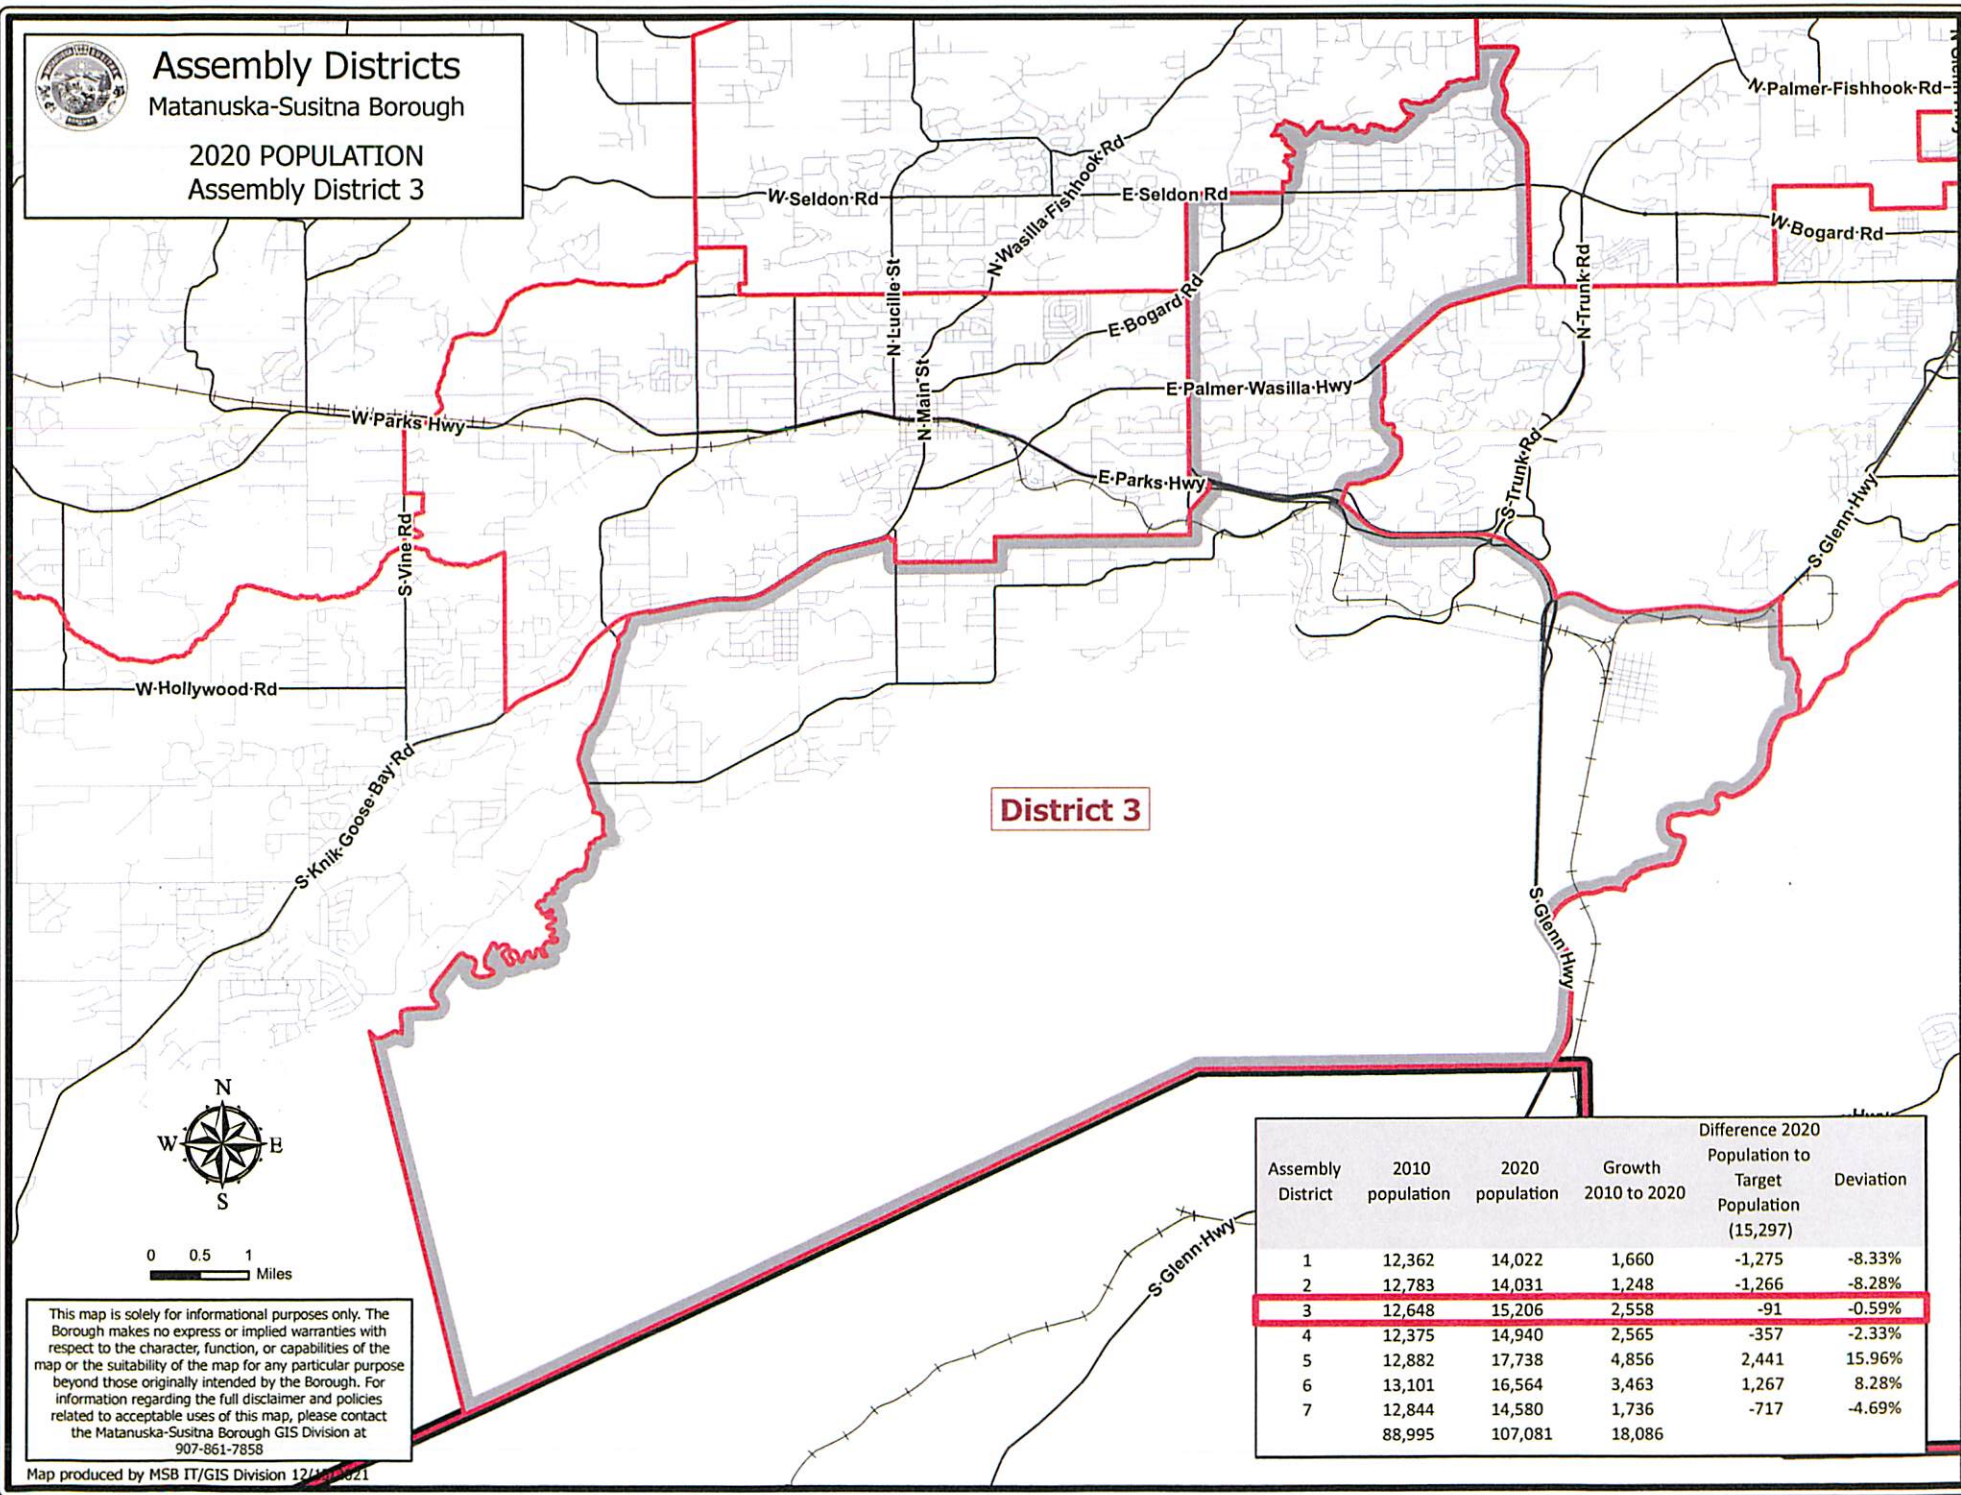 Assembly Districts
Matanuska-Susitna Borough
2020 POPULATION
Assembly District 3
N-Palmer-Fishhook-Rd
W-Seldon-Rd
E-Seldon-Rd
N-Wasilla-Fishhook-Rd
W-Bogard-Rd
N-Lucille-St
E-Bogard-Rd
N-Trunk-Rd
N-Main-St
E-Palmer-Wasilla-Hwy
W-Parks-Hwy
E-Parks-Hwy
S-Trunk-Rd
S-Glenn-Hwy
S-Vine-Rd
W-Hollywood-Rd
S-Knik-Goose-Bay-Rd
District 3
S-Glenn-Hwy
N
W E
S
0 0.5 1
Miles
S-Glenn-Hwy
Hwy
Assembly District 2010 population 2020 population Growth 2010 to 2020 Difference 2020 Population to Target Population (15,297) Deviation
1 12,362 14,022 1,660 -1,275 -8.33%
2 12,783 14,031 1,248 -1,266 -8.28%
3 12,648 15,206 2,558 -91 -0.59%
4 12,375 14,940 2,565 -357 -2.33%
5 12,882 17,738 4,856 2,441 15.96%
6 13,101 16,564 3,463 1,267 8.28%
7 12,844 14,580 1,736 -717 -4.69%
88,995 107,081 18,086
This map is solely for informational purposes only. The
Borough makes no express or implied warranties with
respect to the character, function, or capabilities of the
map or the suitability of the map for any particular purpose
beyond those originally intended by the Borough. For
information regarding the full disclaimer and policies
related to acceptable uses of this map, please contact
the Matanuska-Susitna Borough GIS Division at
907-861-7858
Map produced by MSB IT/GIS Division